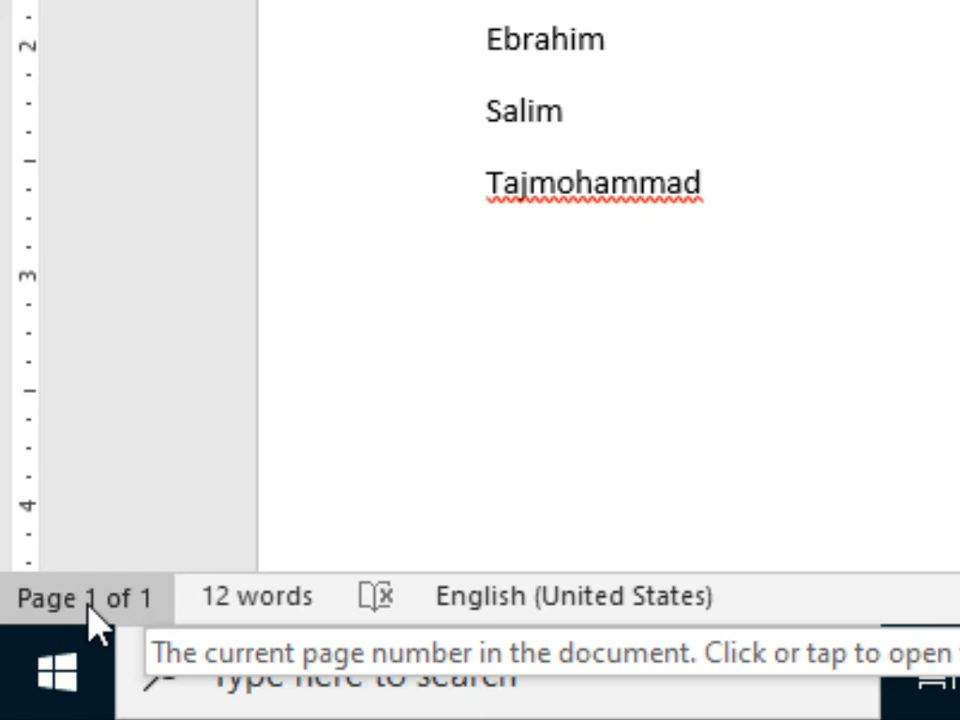 2
Ebrahim
Salim
Tajmohammad
3
4
Page 1 of 1 12 words English (United States)
The current page number in the document. Click or tap to open
Type here to search